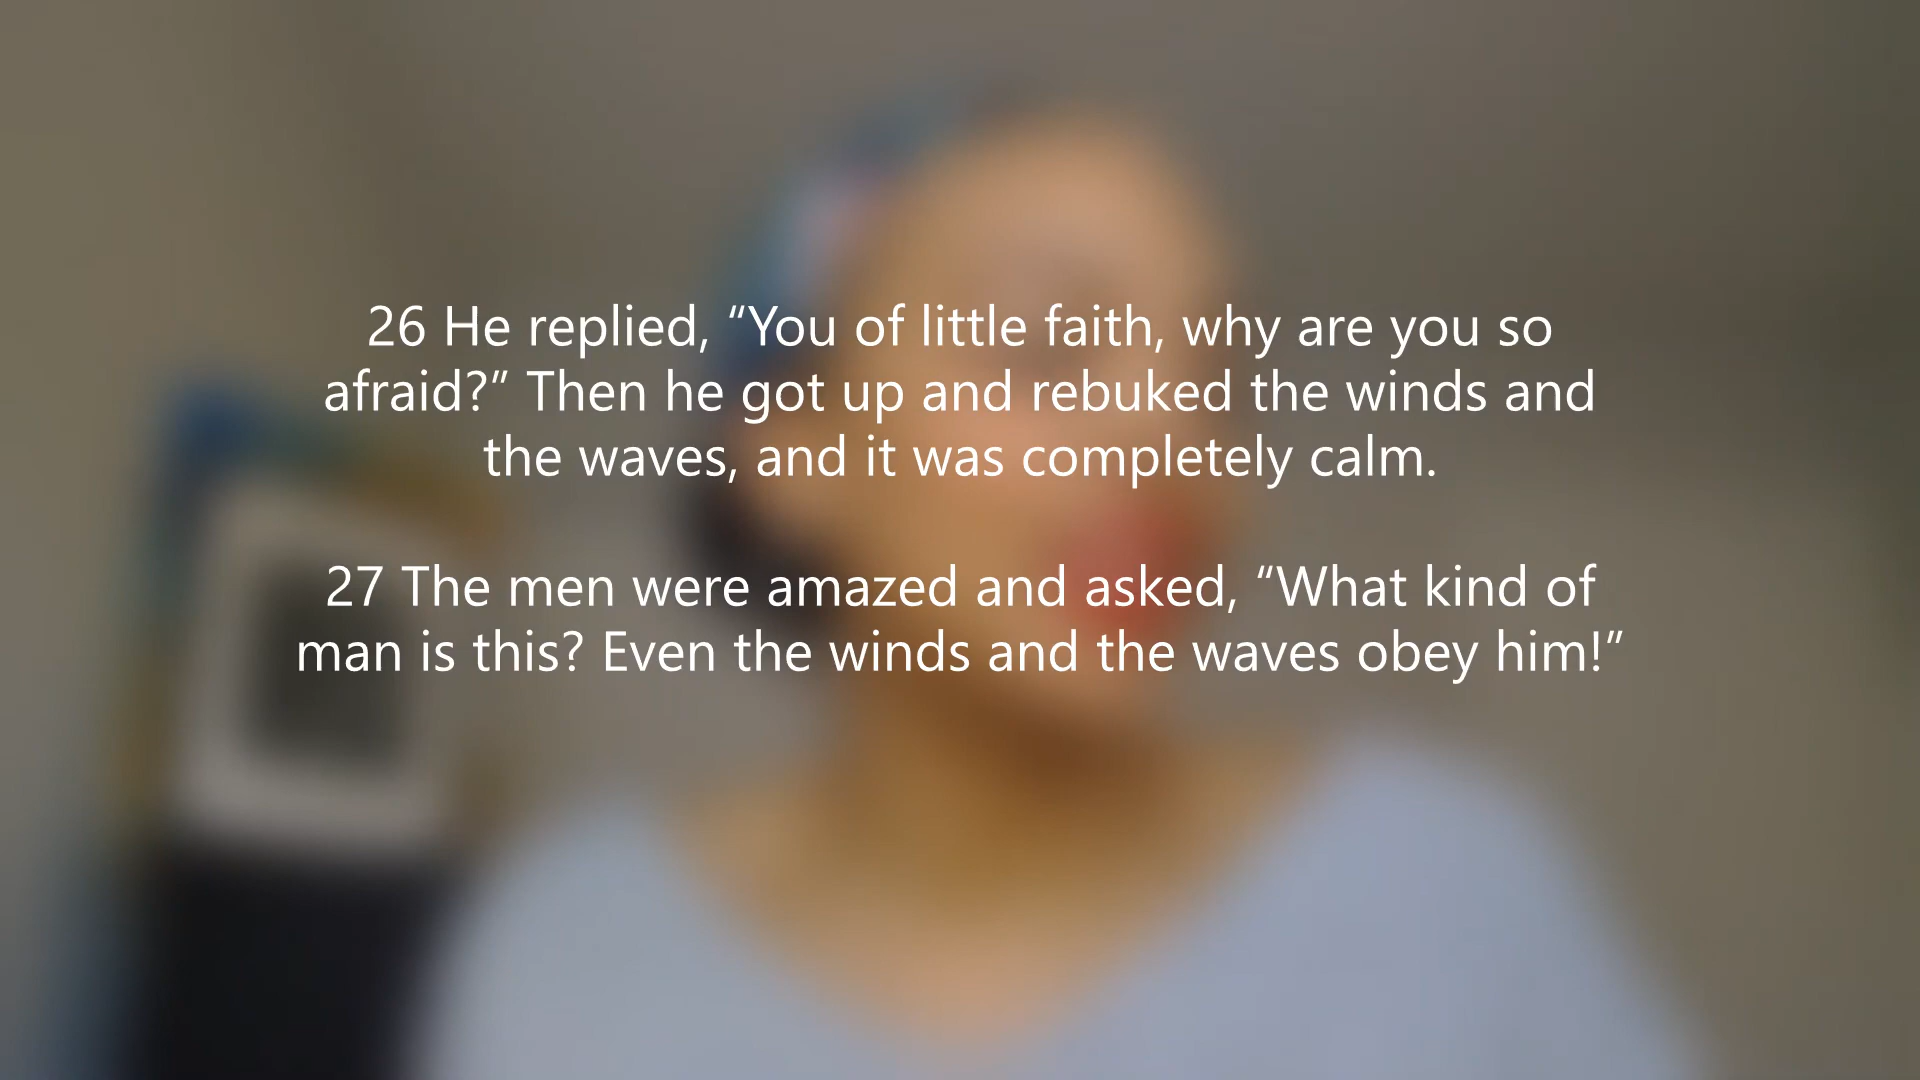 26 He replied, “You of little faith, why are you so
afraid?” Then he got up and rebuked the winds and
the waves, and it was completely calm.
27 The men were amazed and asked, “What kind of
man is this? Even the winds and the waves obey him!”